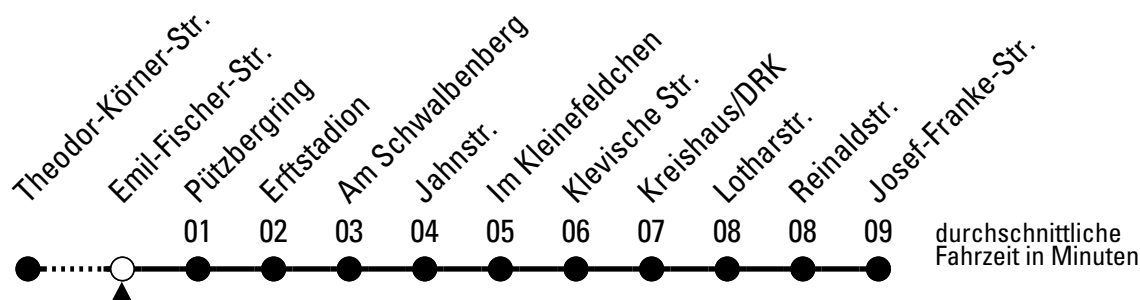 Theodor-Körner-Str.
Emil-Fischer-Str.
Pützbergring
Erftstadion
Am Schwalbenberg
Jahnstr.
Im Kleinefeldchen
Klevische Str.
Kreishaus/DRK
Lotharstr.
Reinaldstr.
Josef-Franke-Str.
01 02 03 04 05 06 07 08 08 09
durchschnittliche
Fahrzeit in Minuten